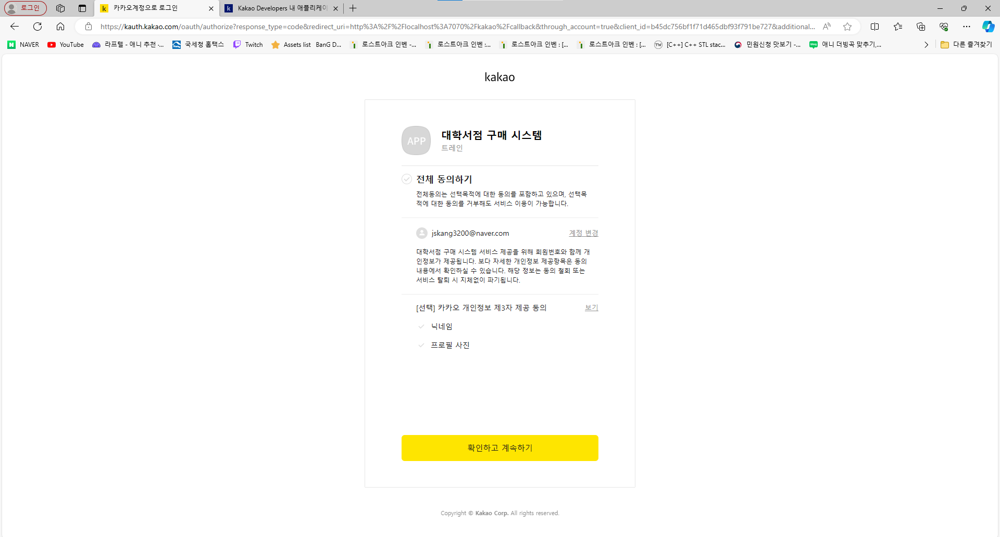 로그인
카카오계정으로 로그인
Kakao Developers 내 애플리케이
https://kauth.kakao.com/oauth/authorize?response_type=code&redirect_uri=http%3A%2F%2Flocalhost%3A7070%2Fkakao%2Fcallback&through_account=true&client_id=b45dc756bf1f71d465dbf93f791be727&additional...
NAVER
YouTube
라프텔 - 애니 추천 ·...
국세청 홈택스
Twitch
Assets list BanG D...
로스트아크 인벤 -...
로스트아크 인벤 :...
로스트아크 인벤 : [...
로스트아크 인벤 : [...
[C++] C++ STL stac...
민원신청 맛보기 -...
애니 더빙곡 맞추기,...
다른 즐겨찾기
kakao
APP
대학서점 구매 시스템
트레인
전체 동의하기
전체동의는 선택목적에 대한 동의를 포함하고 있으며, 선택목
적에 대한 동의를 거부해도 서비스 이용이 가능합니다.
jskang3200@naver.com
계정 변경
대학서점 구매 시스템 서비스 제공을 위해 회원번호와 함께 개
인정보가 제공됩니다. 보다 자세한 개인정보 제공항목은 동의
내용에서 확인하실 수 있습니다. 해당 정보는 동의 철회 또는
서비스 탈퇴 시 지체없이 파기됩니다.
[선택] 카카오 개인정보 제3자 제공 동의
보기
닉네임
프로필 사진
확인하고 계속하기
Copyright © Kakao Corp. All rights reserved.